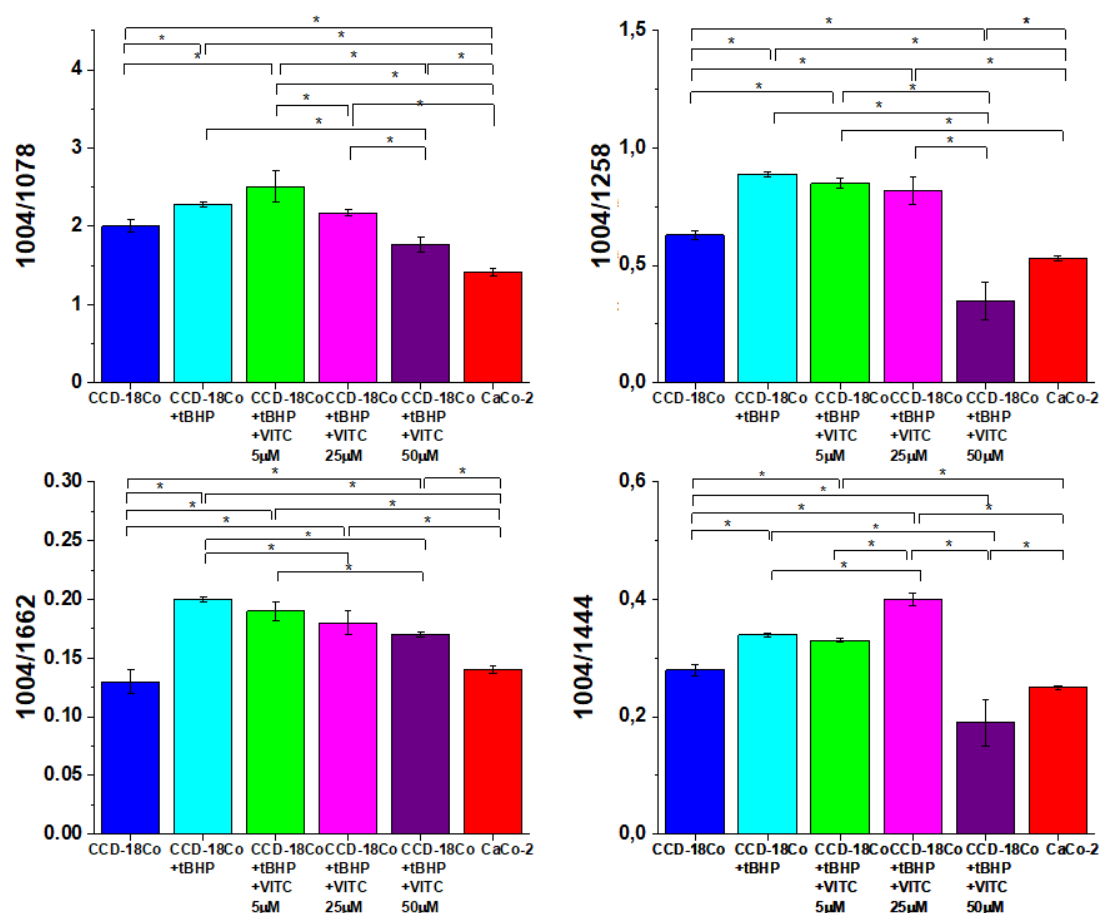 1004/1078
4
3
2
1
0
* * * * * * * * * * * *
CCD-18Co CCD-18Co CCD-18Co CCD-18Co CCD-18Co CaCo-2
+tBHP +tBHP +tBHP +tBHP
+VITC +VITC +VITC
5µM 25µM 50µM
1004/1258
1,5
1,0
0,5
0,0
* * * * * * * * * * * *
CCD-18Co CCD-18Co CCD-18Co CCD-18Co CCD-18Co CaCo-2
+tBHP +tBHP +tBHP +tBHP
+VITC +VITC +VITC
5µM 25µM 50µM
1004/1662
0.30
0.25
0.20
0.15
0.10
0.05
0.00
* * * * * * * * * * * *
CCD-18Co CCD-18Co CCD-18Co CCD-18Co CCD-18Co CaCo-2
+tBHP +tBHP +tBHP +tBHP
+VITC +VITC +VITC
5µM 25µM 50µM
1004/1444
0,6
0,4
0,2
0,0
* * * * * * * * * * * *
CCD-18Co CCD-18Co CCD-18Co CCD-18Co CCD-18Co CaCo-2
+tBHP +tBHP +tBHP +tBHP
+VITC +VITC +VITC
5µM 25µM 50µM